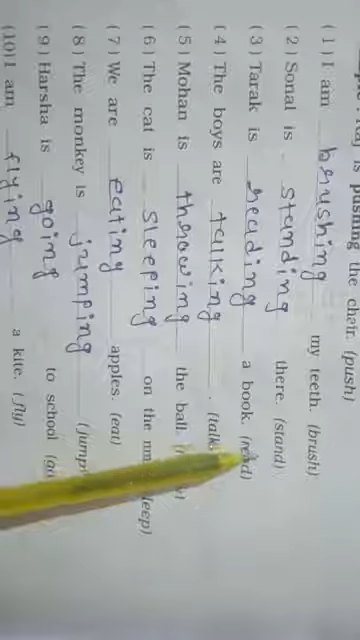 is pushing the chair. (push)
(1) I am brushing my teeth. (brush)
(2) Sonal is standing there. (stand)
(3) Tarak is reading a book. (read)
(4) The boys are talking . (talk
(5) Mohan is throwing the ball.
(6) The cat is sleeping on the leep)
(7) We are eating apples. (eat)
(8) The monkey is jumping (jump
(9) Harsha is going to school
(10) I am flying a kite. (fly)